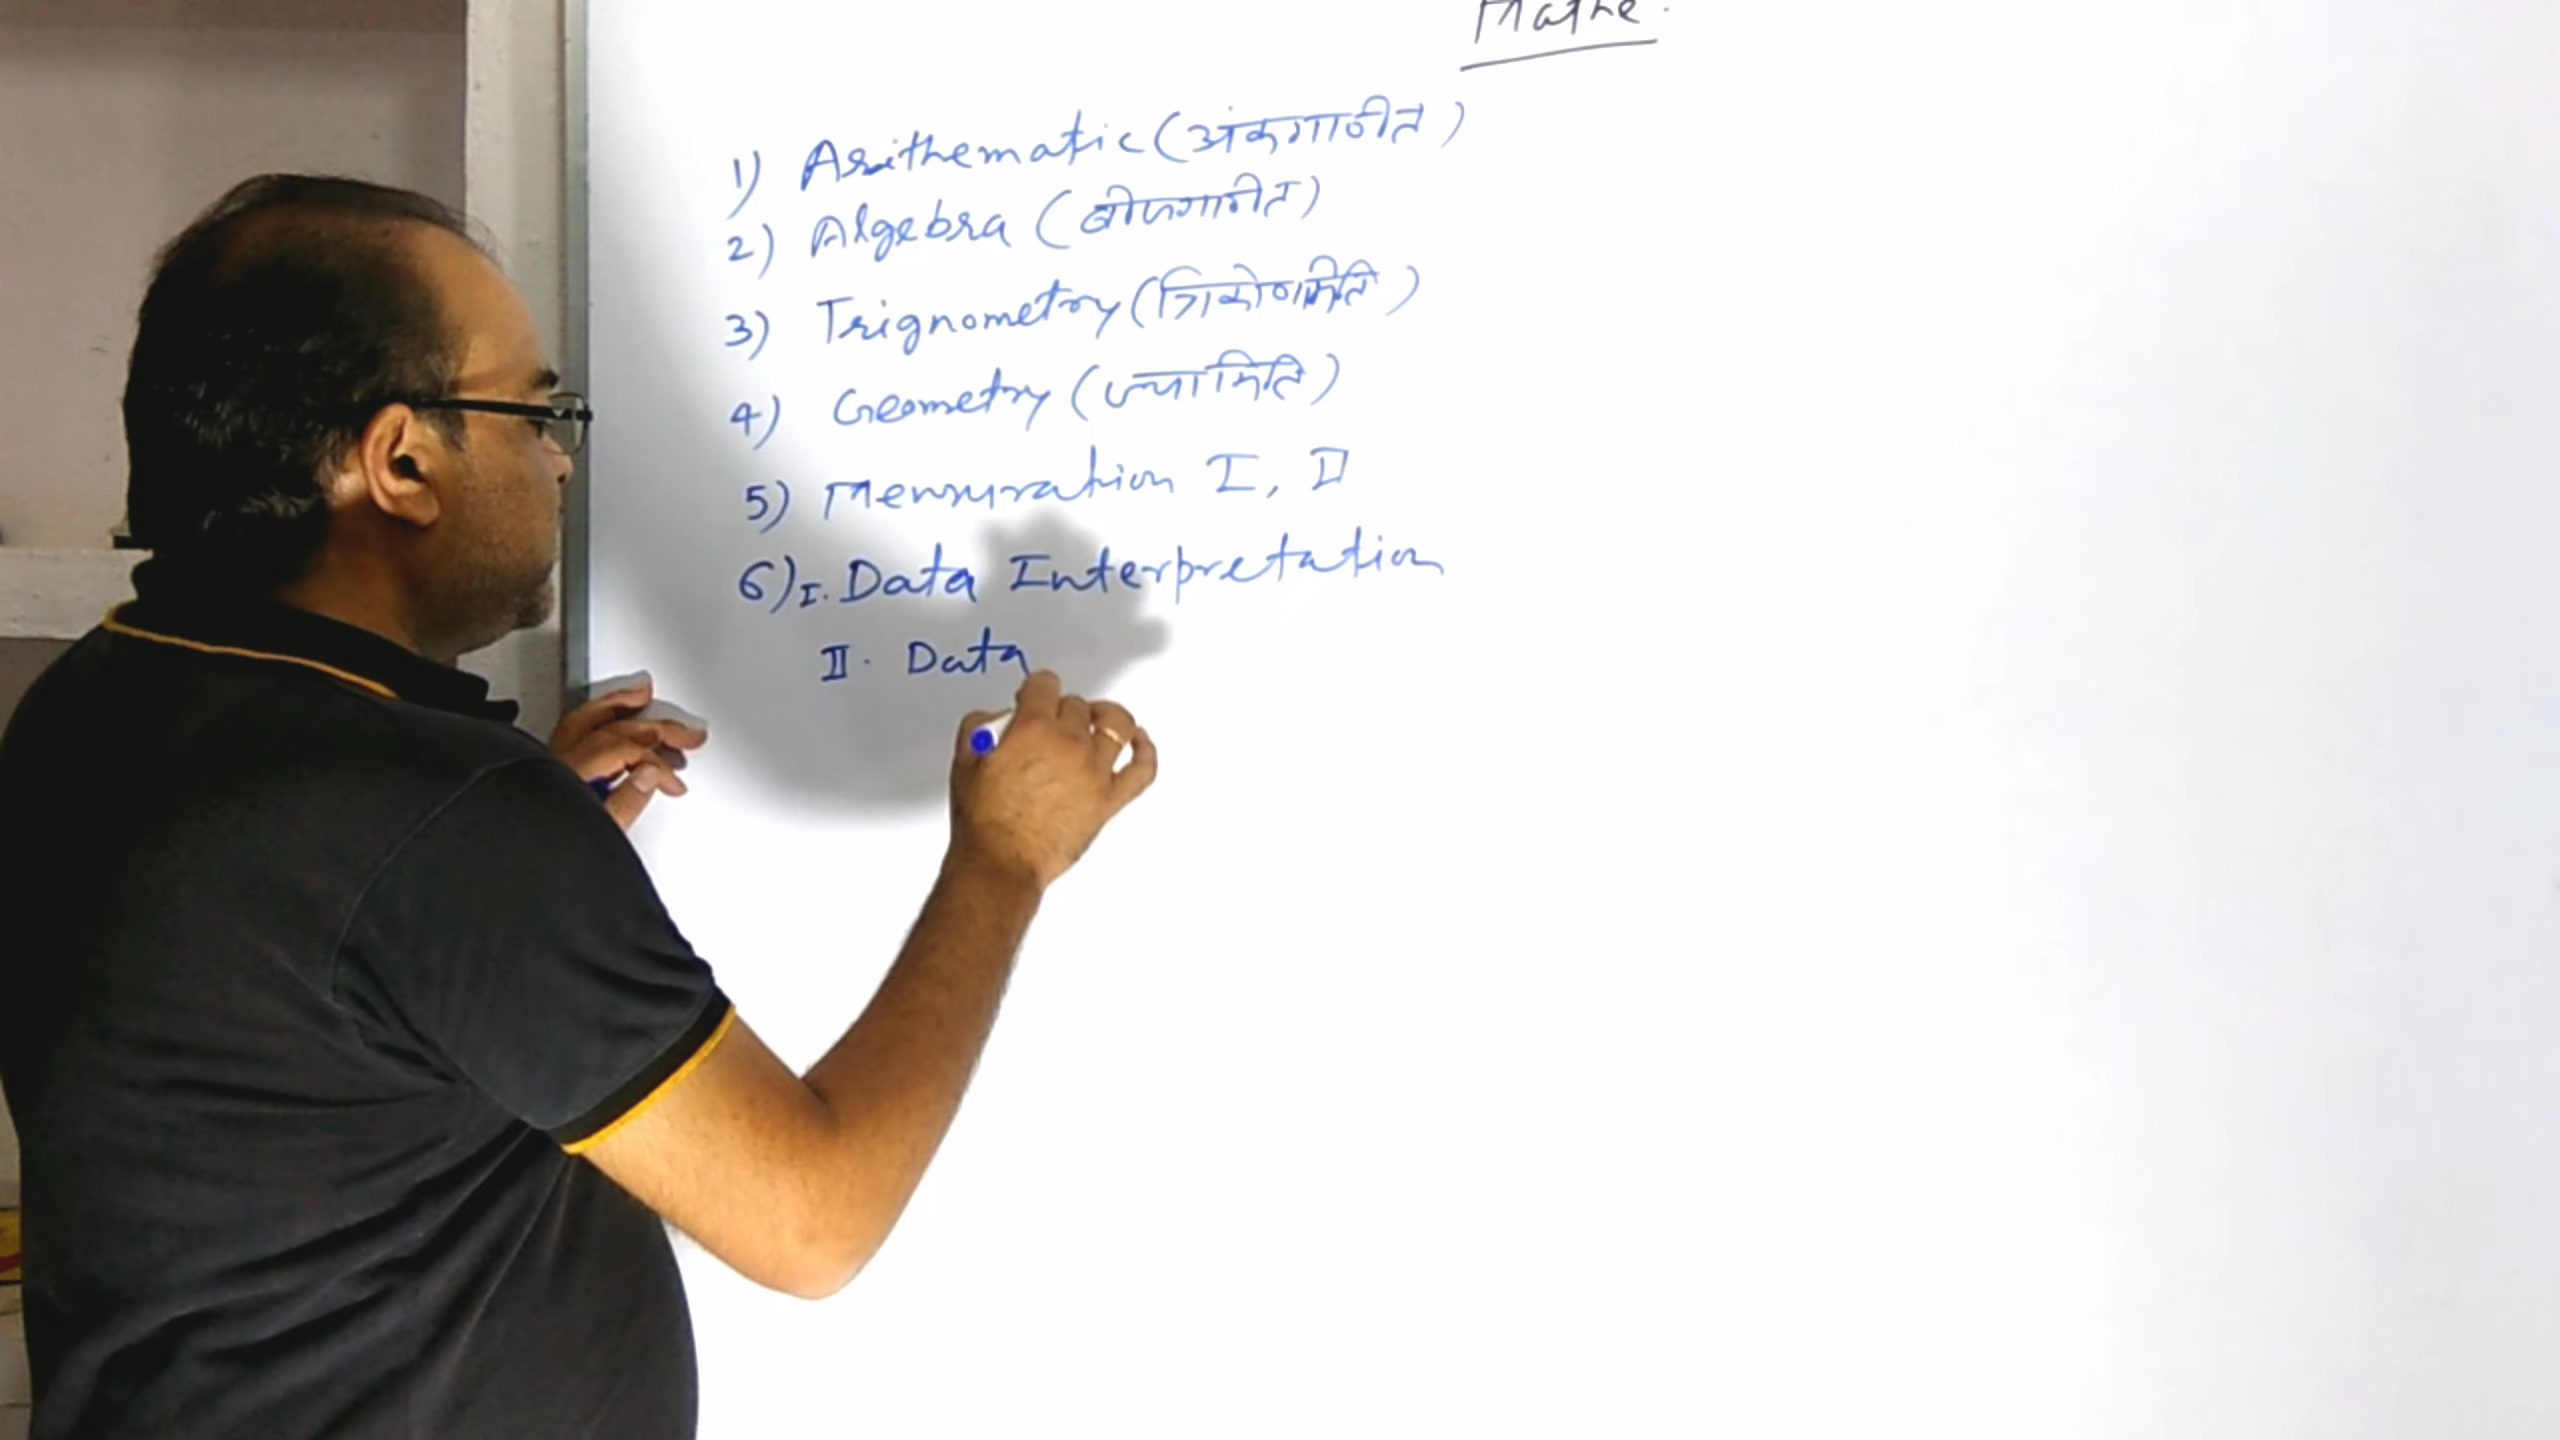 Maths.
1) Arithematic (अंकगणित)
2) Algebra (बीजगणित)
3) Trignometry (त्रिकोणमिति)
4) Geometry (ज्यामिति)
5) Mensuration I, II
6) I. Data Interpretation
II. Data